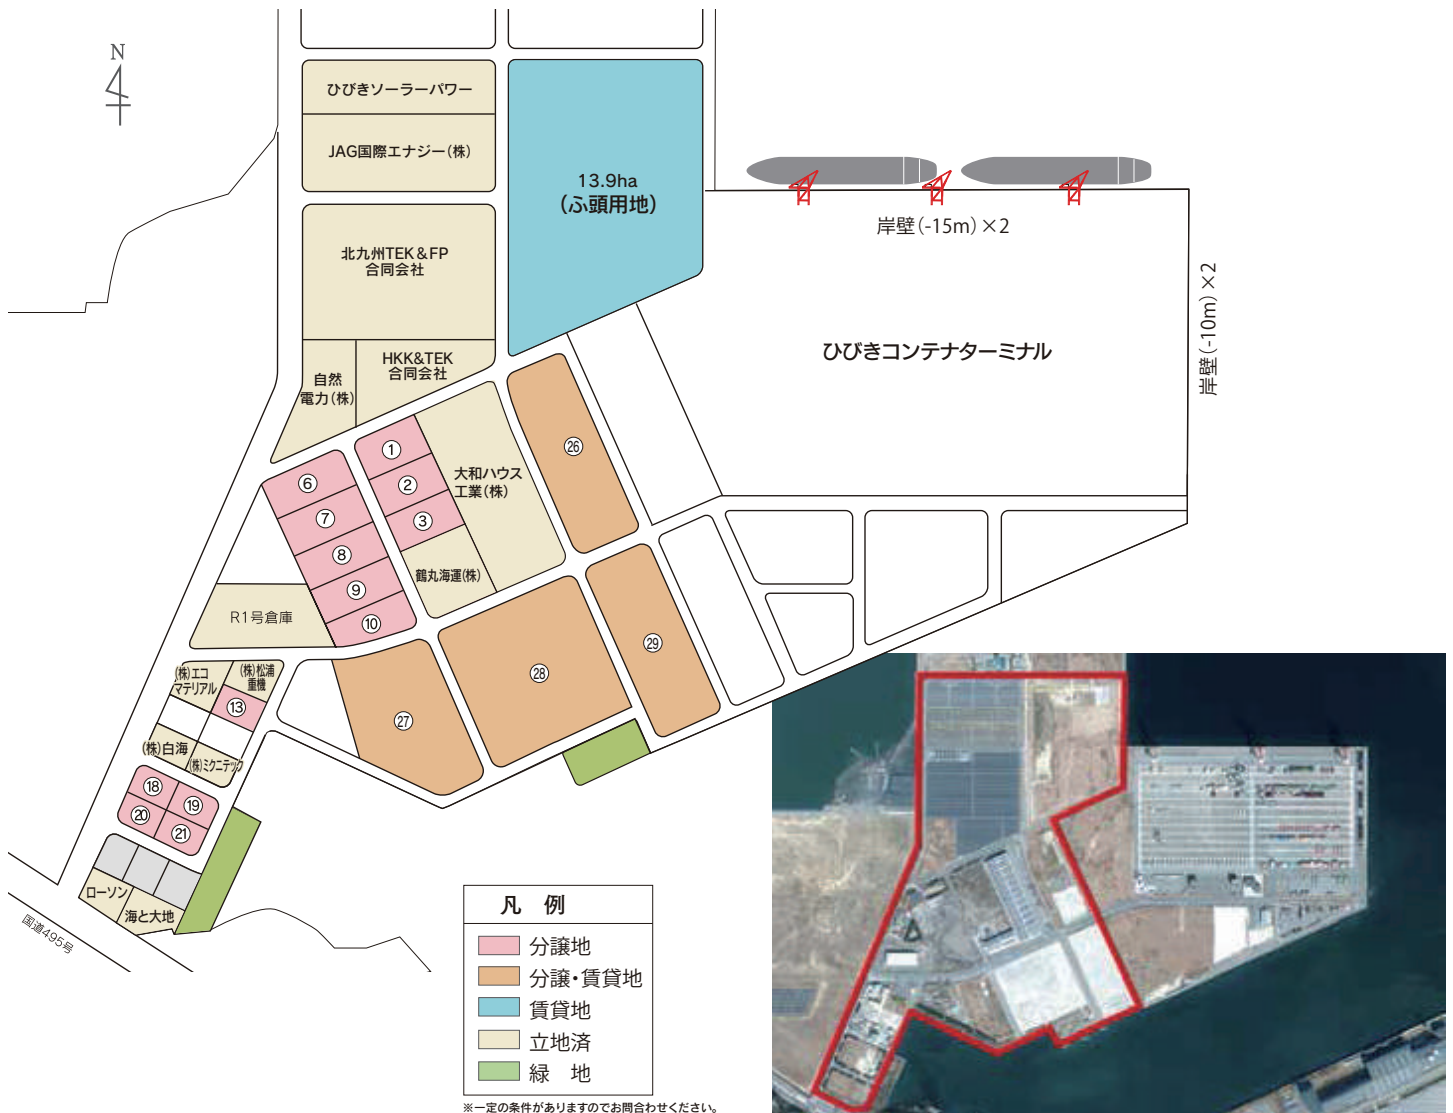 N
ひびきソーラーパワー
JAG国際エナジー(株)
13.9ha
(ふ頭用地)
岸壁(-15m)×2
岸壁(-10m)×2
北九州TEK&FP
合同会社
ひびきコンテナターミナル
HKK&TEK
合同会社
自然
電力(株)
①
②
③
大和ハウス
工業(株)
㉖
⑥
⑦
⑧
⑨
⑩
鶴丸海運(株)
R1号倉庫
㉙
㉘
㉗
(株)エコ
マテリアル
(株)松浦
重機
⑬
(株)白海
(株)ミクニテック
⑱
⑲
⑳
㉑
ローソン
海と大地
国道495号
凡 例
分譲地
分譲・賃貸地
賃貸地
立地済
緑 地
※一定の条件がありますのでお問合わせください。